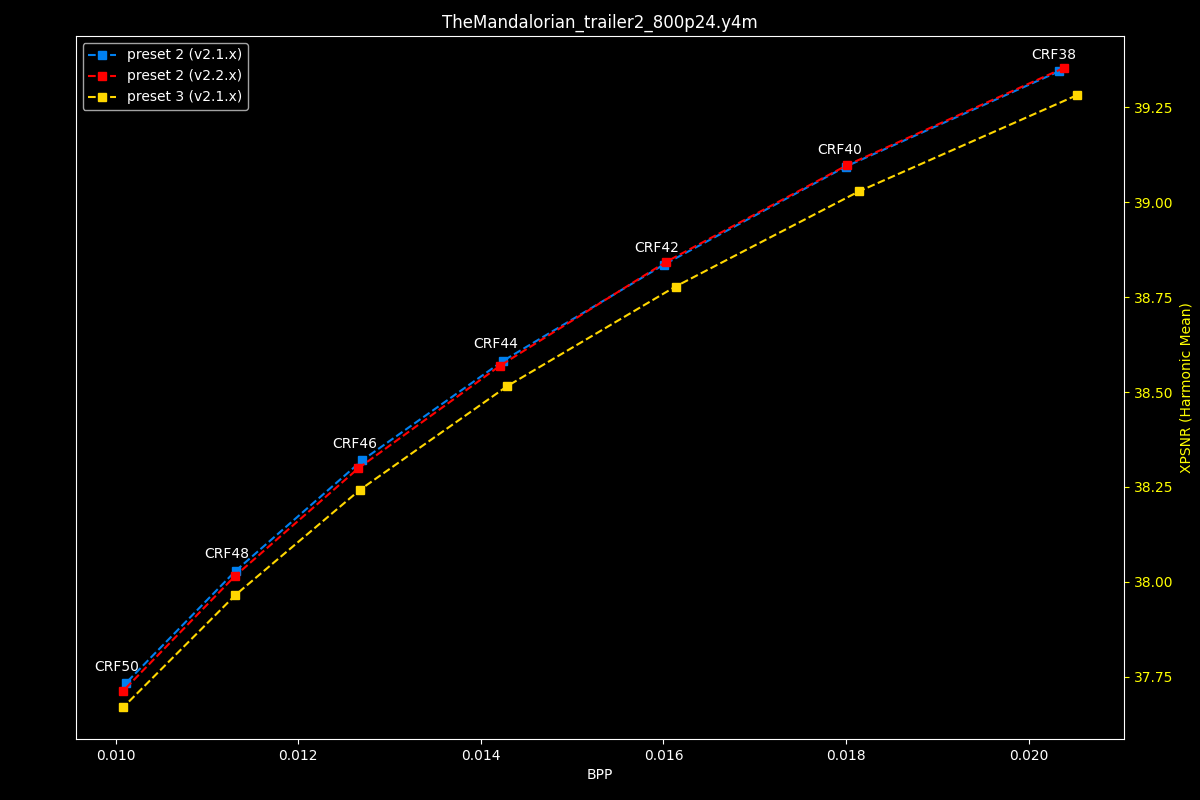 TheMandalorian_trailer2_800p24.y4m
preset 2 (v2.1.x)
preset 2 (v2.2.x)
preset 3 (v2.1.x)
CRF38
CRF40
CRF42
CRF44
CRF46
CRF48
CRF50
39.25
39.00
38.75
38.50
38.25
38.00
37.75
XPSNR (Harmonic Mean)
0.010
0.012
0.014
0.016
0.018
0.020
BPP